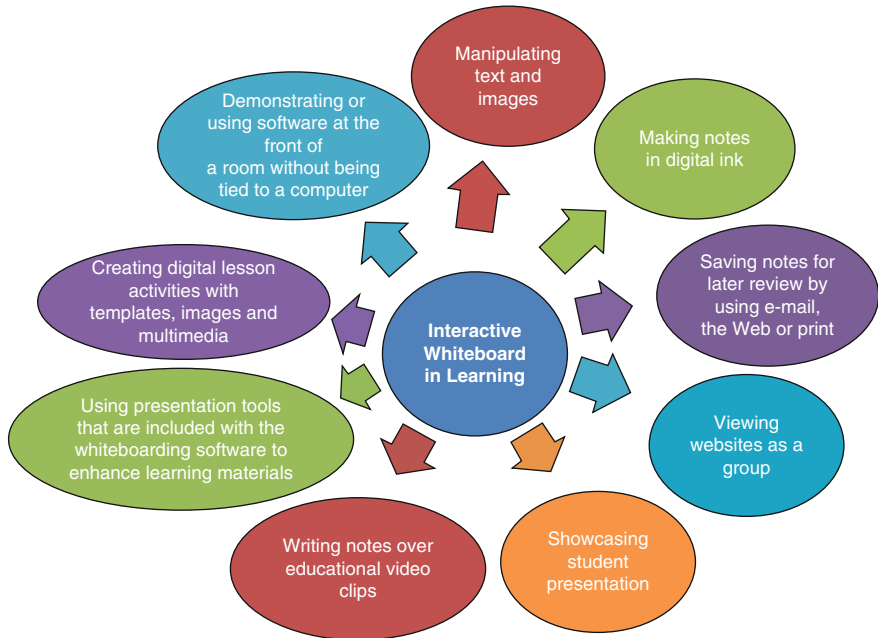 Manipulating
text and
images
Making notes
in digital ink
Saving notes for
later review by
using e-mail,
the Web or print
Viewing
websites as a
group
Showcasing
student
presentation
Writing notes over
educational video
clips
Using presentation tools
that are included with the
whiteboarding software to
enhance learning materials
Creating digital lesson
activities with
templates, images and
multimedia
Demonstrating or
using software at the
front of
a room without being
tied to a computer
Interactive
Whiteboard
in Learning